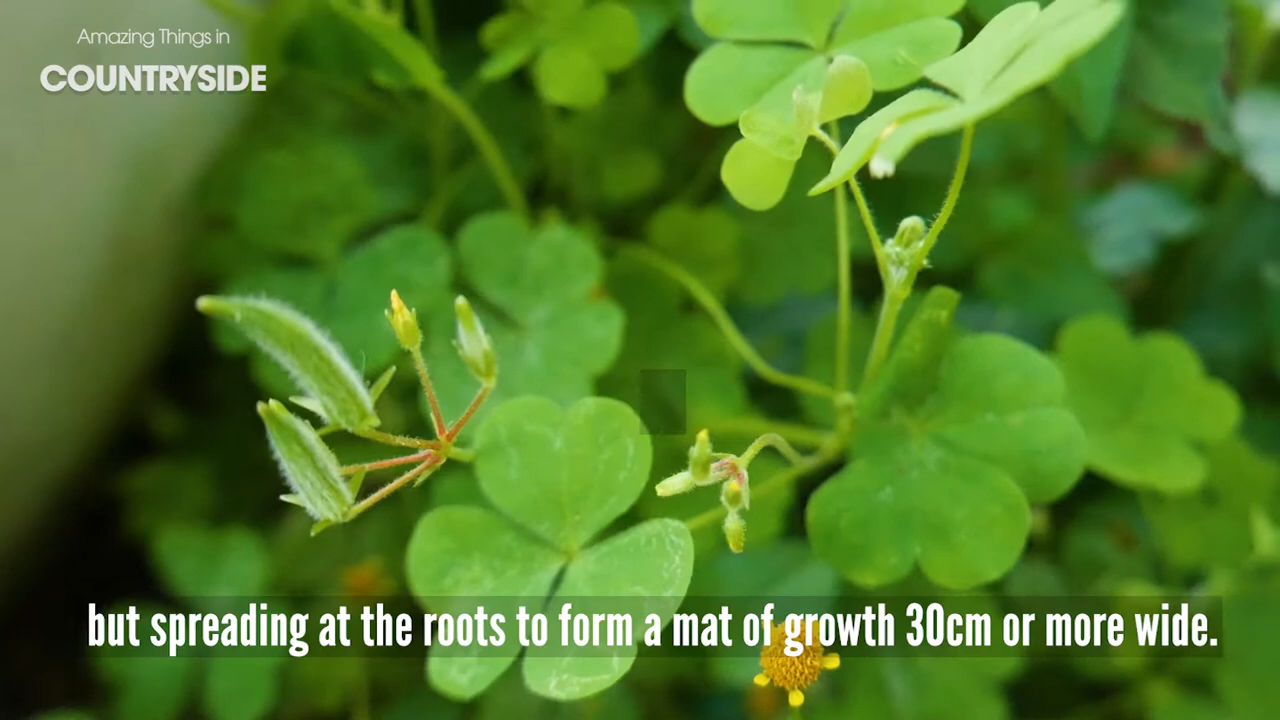 Amazing Things in
COUNTRYSIDE
but spreading at the roots to form a mat of growth 30cm or more wide.